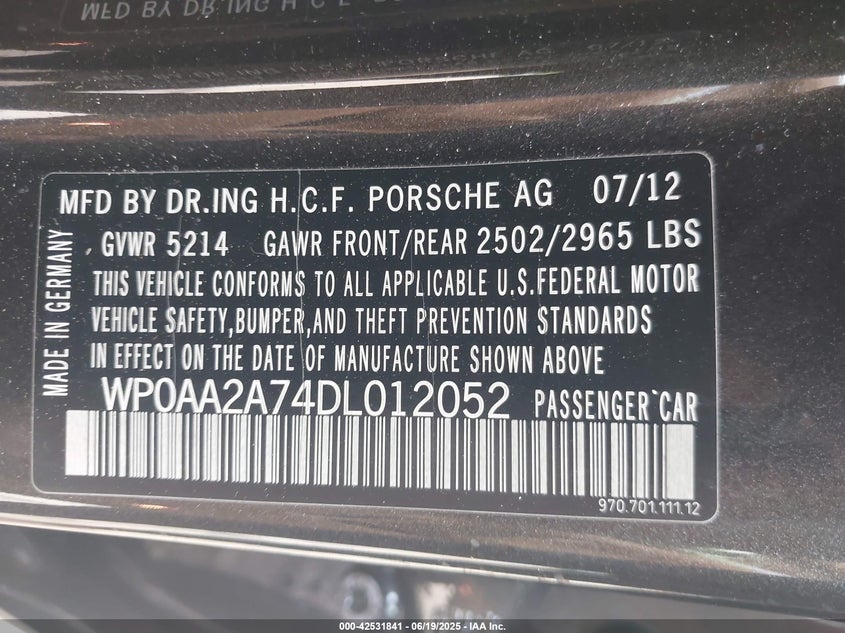 MFD BY DR.ING H.C.F. PORSCHE AG 07/12
GVWR 5214 GAWR FRONT/REAR 2502/2965 LBS
THIS VEHICLE CONFORMS TO ALL APPLICABLE U.S.FEDERAL MOTOR
VEHICLE SAFETY,BUMPER,AND THEFT PREVENTION STANDARDS
IN EFFECT ON THE DATE OF MANUFACTURE SHOWN ABOVE
WP0AA2A74DL012052 PASSENGER CAR
MADE IN GERMANY
970.701.111.12
000-42531841 | 06/19/2025 | IAA Inc.